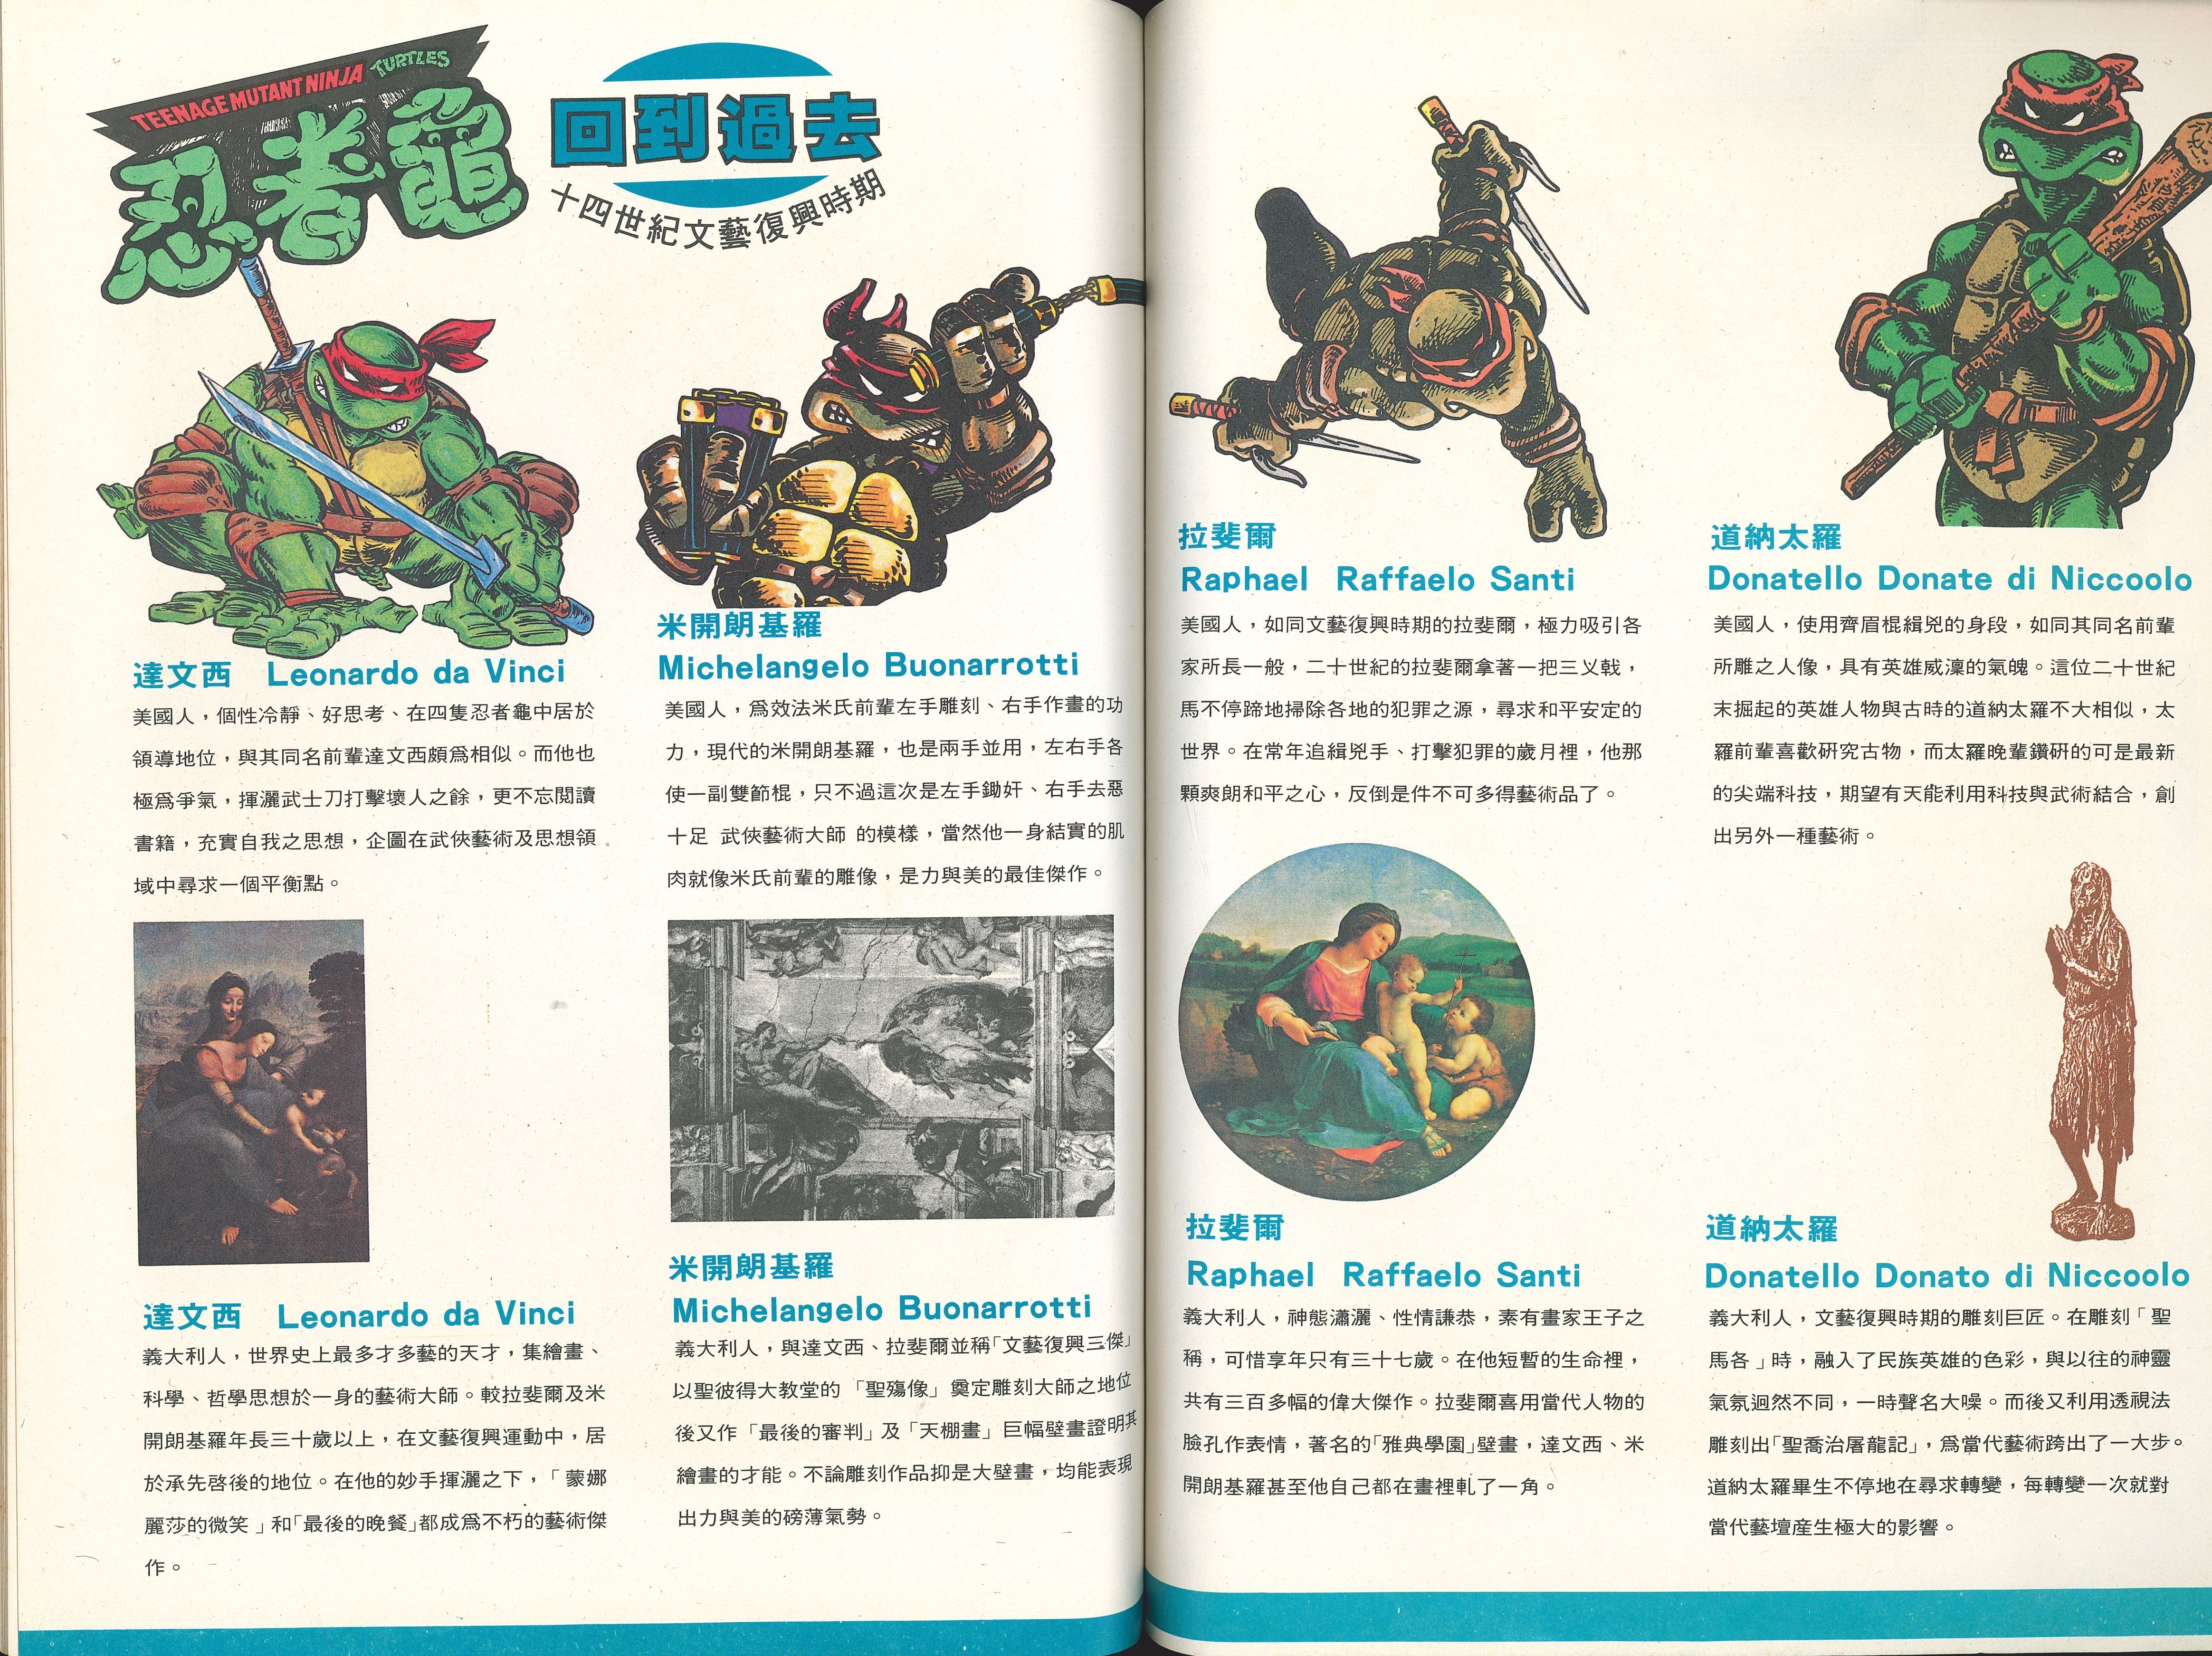 TEENAGE MUTANT NINJA TURTLES
忍者龜
回到過去
十四世紀文藝復興時期
達文西 Leonardo da Vinci
美國人，個性冷靜、好思考、在四隻忍者龜中居於
領導地位，與其同名前輩達文西頗爲相似。而他也
極爲爭氣，揮灑武士刀打擊壞人之餘，更不忘閲讀
書籍，充實自我之思想，企圖在武俠藝術及思想領
域中尋求一個平衡點。
米開朗基羅
Michelangelo Buonarrotti
美國人，爲效法米氏前輩左手雕刻、右手作畫的功
力，現代的米開朗基羅，也是兩手並用，左右手各
使一副雙節棍，只不過這次是左手鋤奸、右手去惡
十足 武俠藝術大師 的模樣，當然他一身結實的肌
肉就像米氏前輩的雕像，是力與美的最佳傑作。
拉斐爾
Raphael Raffaelo Santi
美國人，如同文藝復興時期的拉斐爾，極力吸引各
家所長一般，二十世紀的拉斐爾拿著一把三义戟，
馬不停蹄地掃除各地的犯罪之源，尋求和平安定的
世界。在常年追緝兇手、打擊犯罪的歲月裡，他那
顆爽朗和平之心，反倒是件不可多得藝術品了。
道納太羅
Donatello Donate di Niccoolo
美國人，使用齊眉棍緝兇的身段，如同其同名前輩
所雕之人像，具有英雄威凜的氣魄。這位二十世紀
末掘起的英雄人物與古時的道納太羅不大相似，太
羅前輩喜歡研究古物，而太羅晚輩鑽研的可是最新
的尖端科技，期望有天能利用科技與武術結合，創
出另外一種藝術。
達文西 Leonardo da Vinci
義大利人，世界史上最多才多藝的天才，集繪畫、
科學、哲學思想於一身的藝術大師。較拉斐爾及米
開朗基羅年長三十歲以上，在文藝復興運動中，居
於承先啓後的地位。在他的妙手揮灑之下，「蒙娜
麗莎的微笑」和「最後的晚餐」都成爲不朽的藝術傑
作。
米開朗基羅
Michelangelo Buonarrotti
義大利人，與達文西、拉斐爾並稱「文藝復興三傑」
以聖彼得大教堂的「聖殤像」奠定雕刻大師之地位
後又作「最後的審判」及「天棚畫」巨幅壁畫證明其
繪畫的才能。不論雕刻作品抑是大壁畫，均能表現
出力與美的磅薄氣勢。
拉斐爾
Raphael Raffaelo Santi
義大利人，神態瀟灑、性情謙恭，素有畫家王子之
稱，可惜享年只有三十七歲。在他短暫的生命裡，
共有三百多幅的偉大傑作。拉斐爾喜用當代人物的
臉孔作表情，著名的「雅典學園」壁畫，達文西、米
開朗基羅甚至他自己都在畫裡軋了一角。
道納太羅
Donatello Donato di Niccoolo
義大利人，文藝復興時期的雕刻巨匠。在雕刻「聖
馬各」時，融入了民族英雄的色彩，與以往的神靈
氣氛迥然不同，一時聲名大噪。而後又利用透視法
雕刻出「聖喬治屠龍記」，爲當代藝術跨出了一大步。
道納太羅畢生不停地在尋求轉變，每轉變一次就對
當代藝壇産生極大的影響。